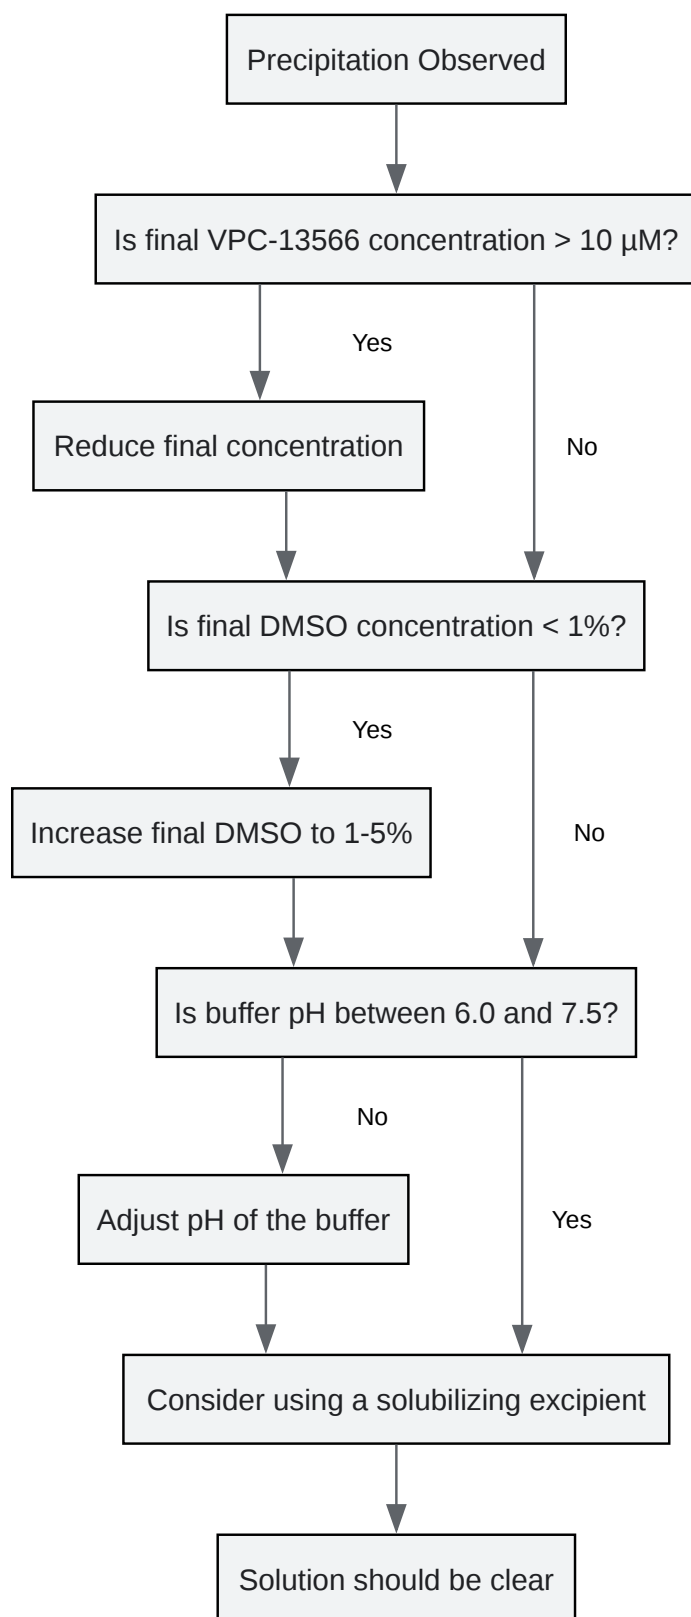 Precipitation Observed
Is final VPC-13566 concentration > 10 µM?
Yes
Reduce final concentration
No
Is final DMSO concentration < 1%?
Yes
Increase final DMSO to 1-5%
No
Is buffer pH between 6.0 and 7.5?
No
Adjust pH of the buffer
Yes
Consider using a solubilizing excipient
Solution should be clear